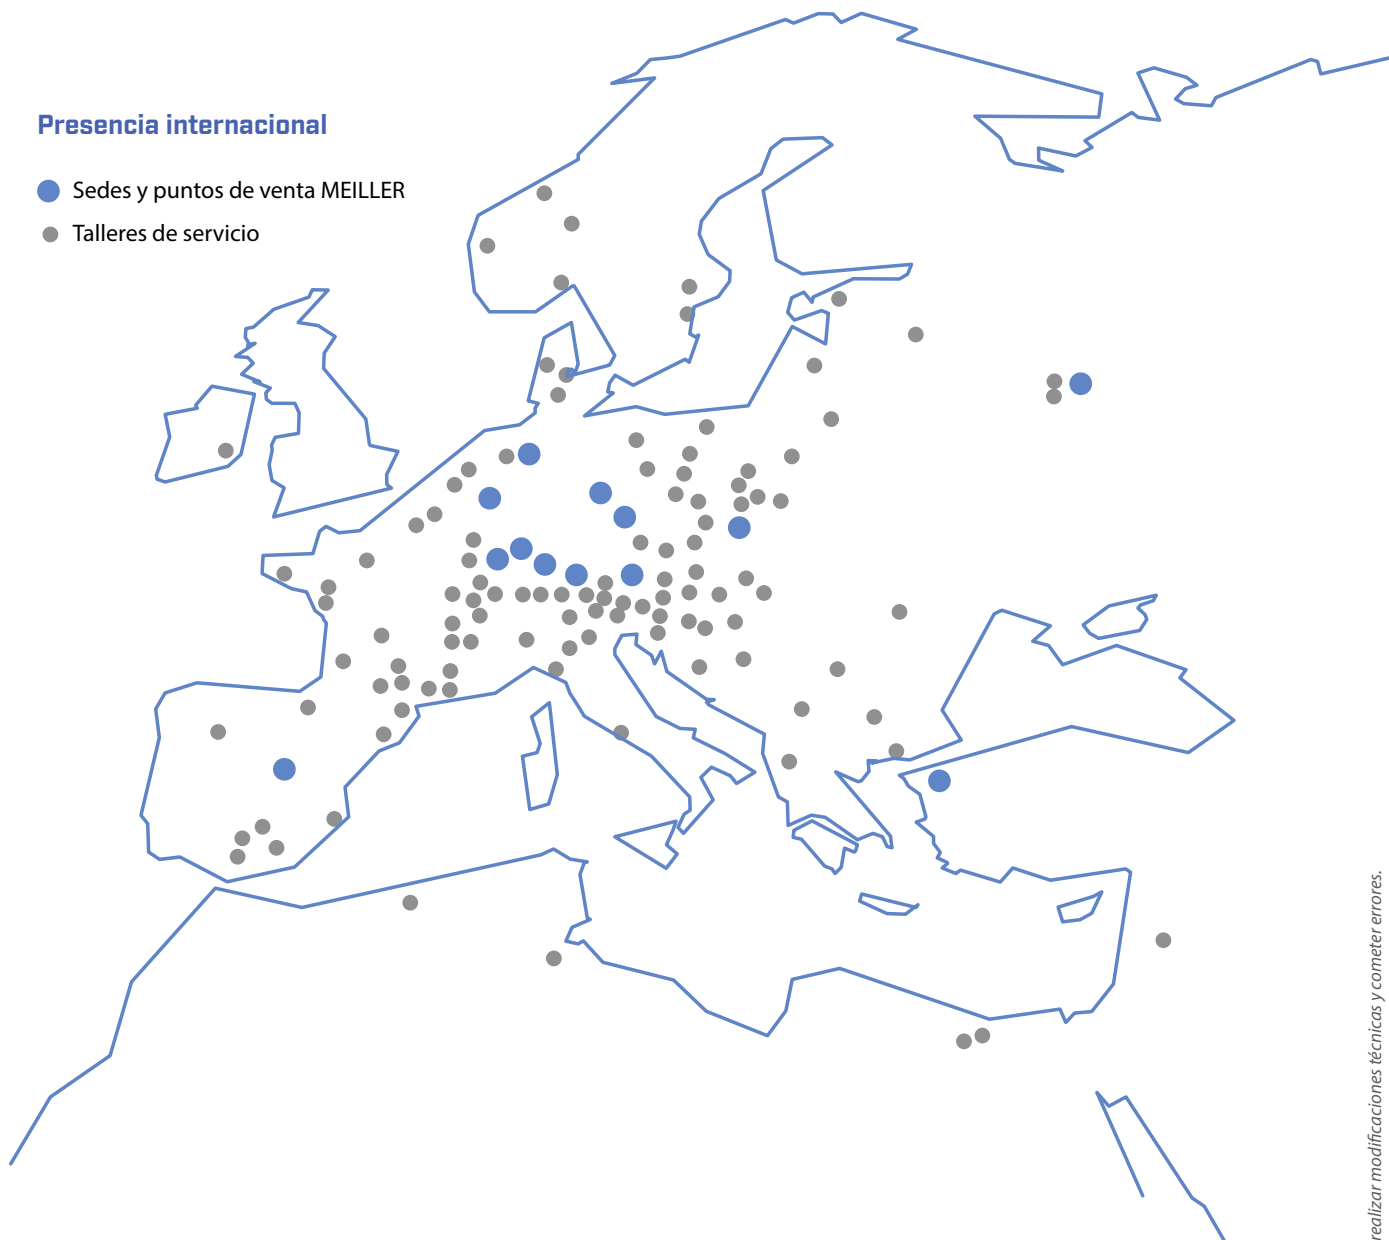 Presencia internacional
Sedes y puntos de venta MEILLER
Talleres de servicio
realizar modificaciones técnicas y cometer errores.